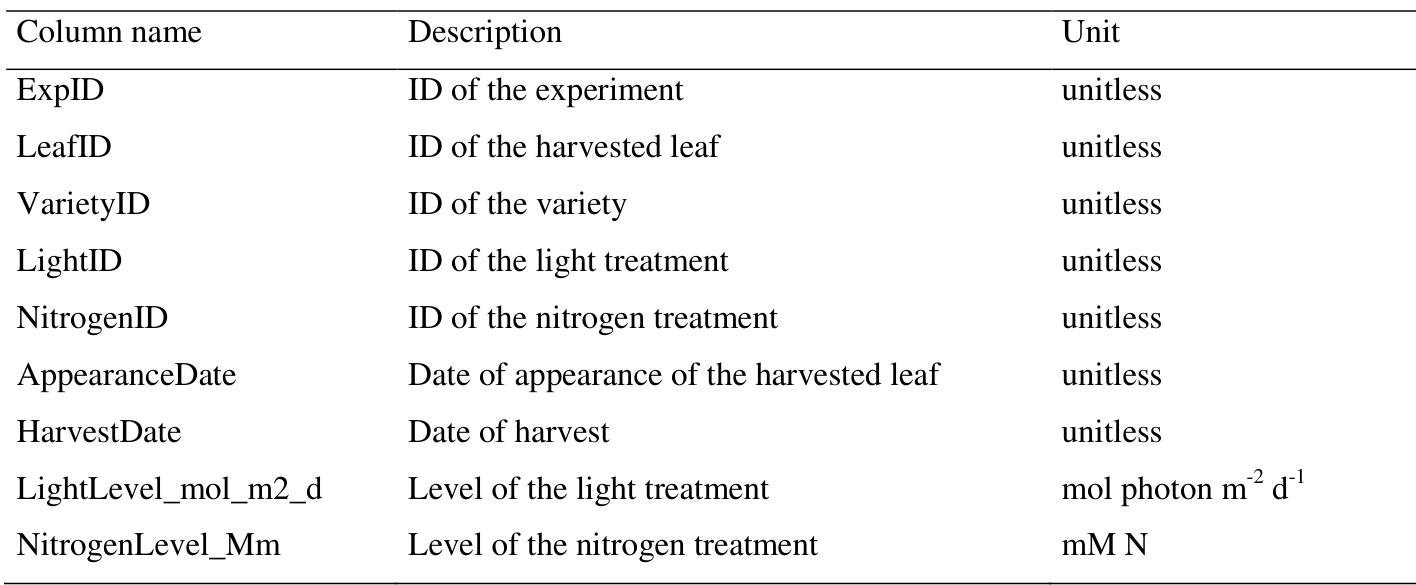 Column name Description Unit
ExpID ID of the experiment unitless
LeafID ID of the harvested leaf unitless
VarietyID ID of the variety unitless
LightID ID of the light treatment unitless
NitrogenID ID of the nitrogen treatment unitless
AppearanceDate Date of appearance of the harvested leaf unitless
HarvestDate Date of harvest unitless
LightLevel_mol_m2_d Level of the light treatment mol photon m⁻² d⁻¹
NitrogenLevel_Mm Level of the nitrogen treatment mM N